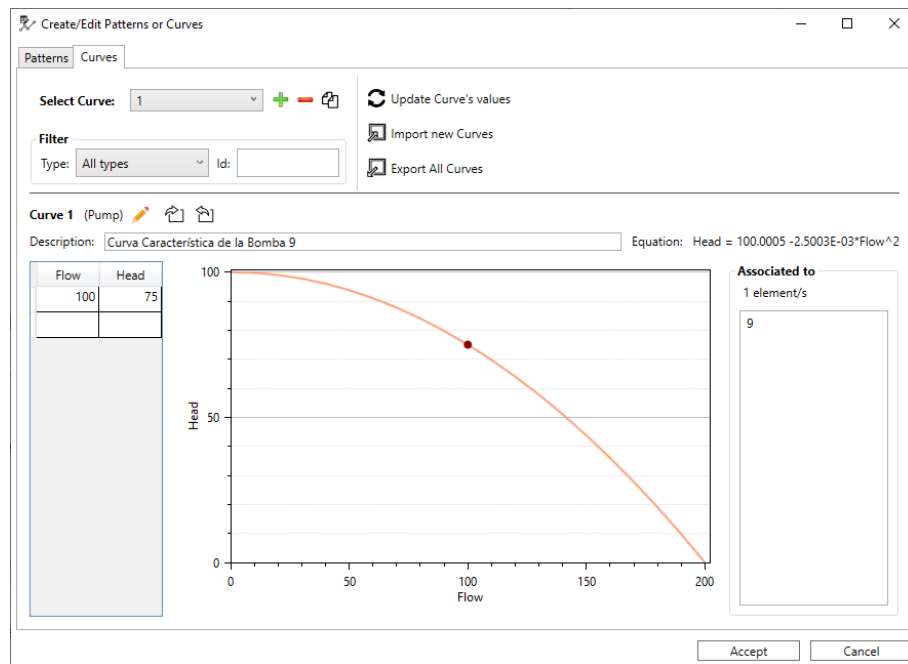 Create/Edit Patterns or Curves
Patterns Curves
Select Curve: 1
Update Curve's values
Import new Curves
Export All Curves
Filter
Type: All types Id:
Curve 1 (Pump)
Description: Curva Característica de la Bomba 9 Equation: Head = 100.0005 -2.5003E-03*Flow^2
Flow Head
100 75
Head
100
50
0
0 50 100 150 200
Flow
Associated to
1 element/s
9
Accept Cancel